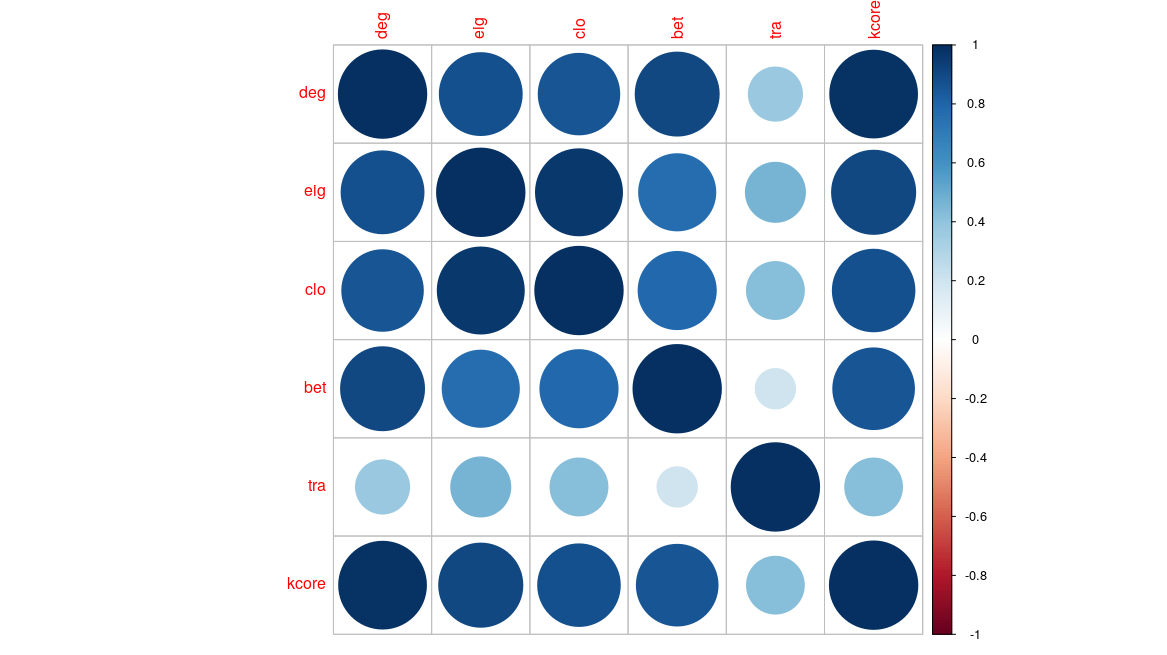 deg
eig
clo
bet
tra
kcore
deg
eig
clo
bet
tra
kcore
1
0.8
0.6
0.4
0.2
0
-0.2
-0.4
-0.6
-0.8
-1